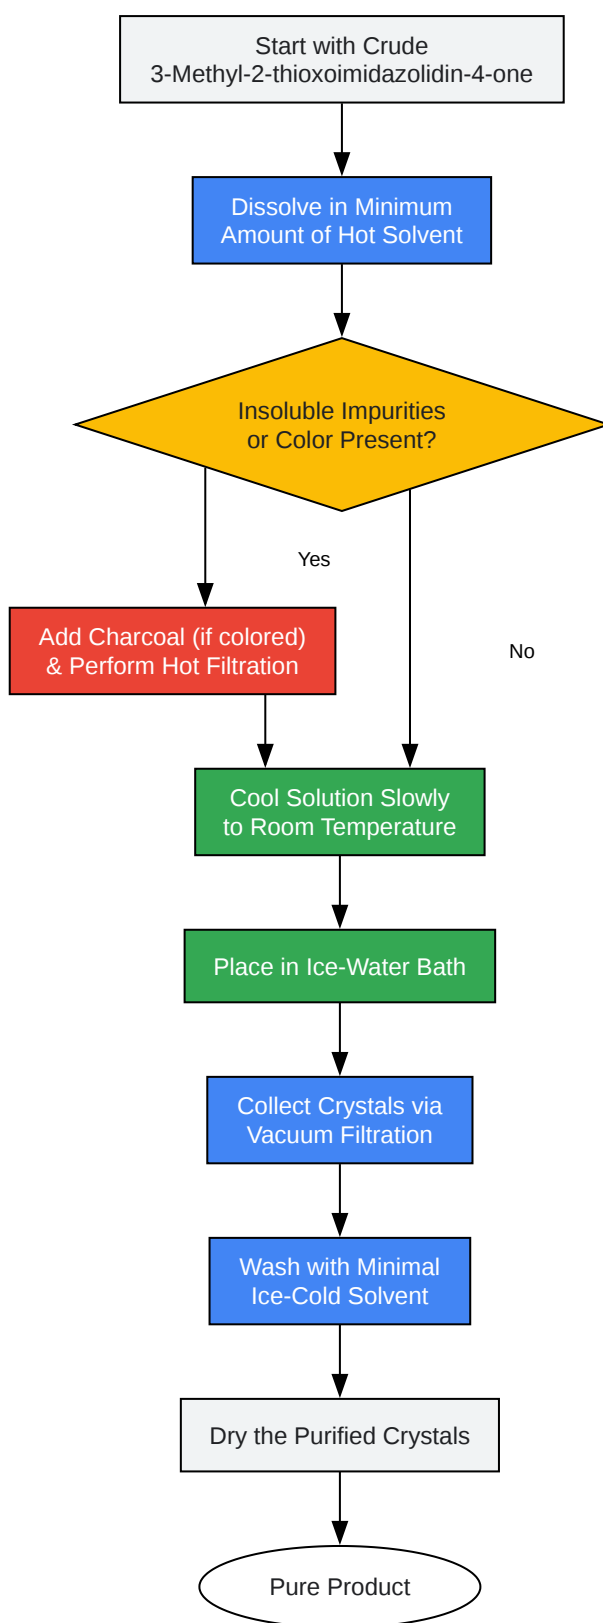 Start with Crude
3-Methyl-2-thioxoimidazolidin-4-one
Dissolve in Minimum
Amount of Hot Solvent
Insoluble Impurities
or Color Present?
Yes
Add Charcoal (if colored)
& Perform Hot Filtration
No
Cool Solution Slowly
to Room Temperature
Place in Ice-Water Bath
Collect Crystals via
Vacuum Filtration
Wash with Minimal
Ice-Cold Solvent
Dry the Purified Crystals
Pure Product